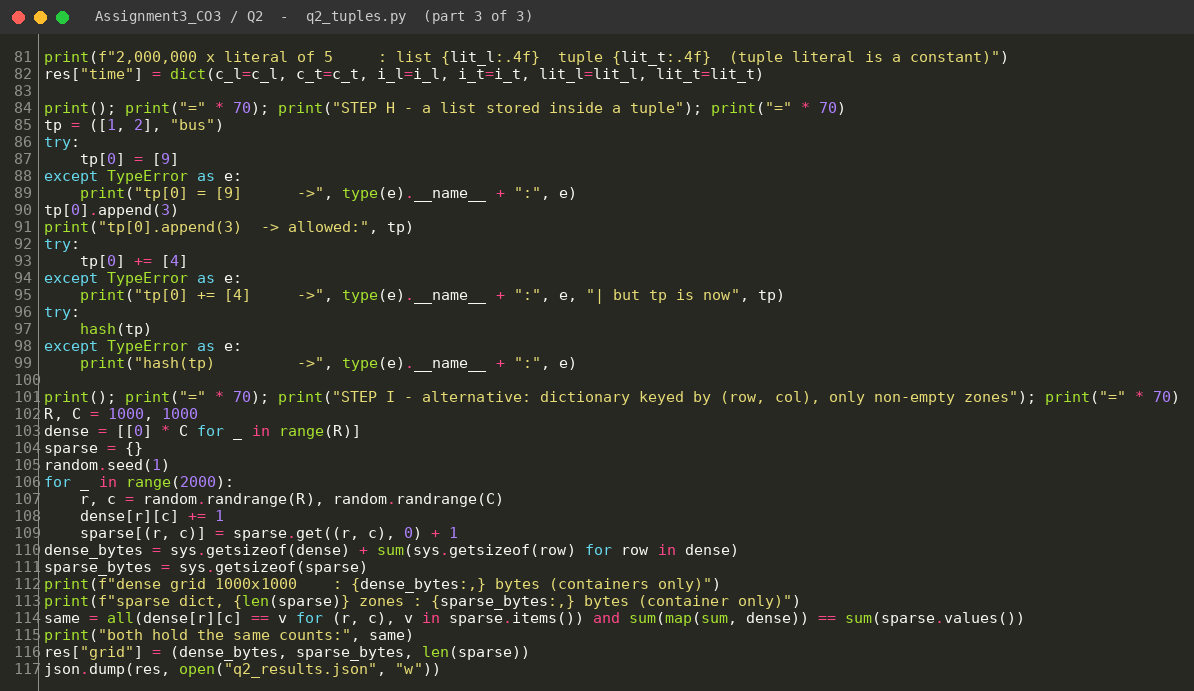 Assignment3_CO3 / Q2  -  q2_tuples.py  (part 3 of 3)
81 print(f"2,000,000 x literal of 5     : list {lit_l:.4f}  tuple {lit_t:.4f}  (tuple literal is a constant)")
82 res["time"] = dict(c_l=c_l, c_t=c_t, i_l=i_l, i_t=i_t, lit_l=lit_l, lit_t=lit_t)
83
84 print(); print("=" * 70); print("STEP H - a list stored inside a tuple"); print("=" * 70)
85 tp = ([1, 2], "bus")
86 try:
87     tp[0] = [9]
88 except TypeError as e:
89     print("tp[0] = [9]      ->", type(e).__name__ + ":", e)
90 tp[0].append(3)
91 print("tp[0].append(3)  -> allowed:", tp)
92 try:
93     tp[0] += [4]
94 except TypeError as e:
95     print("tp[0] += [4]     ->", type(e).__name__ + ":", e, "| but tp is now", tp)
96 try:
97     hash(tp)
98 except TypeError as e:
99     print("hash(tp)         ->", type(e).__name__ + ":", e)
100
101 print(); print("=" * 70); print("STEP I - alternative: dictionary keyed by (row, col), only non-empty zones"); print("=" * 70)
102 R, C = 1000, 1000
103 dense = [[0] * C for _ in range(R)]
104 sparse = {}
105 random.seed(1)
106 for _ in range(2000):
107     r, c = random.randrange(R), random.randrange(C)
108     dense[r][c] += 1
109     sparse[(r, c)] = sparse.get((r, c), 0) + 1
110 dense_bytes = sys.getsizeof(dense) + sum(sys.getsizeof(row) for row in dense)
111 sparse_bytes = sys.getsizeof(sparse)
112 print(f"dense grid 1000x1000    : {dense_bytes:,} bytes (containers only)")
113 print(f"sparse dict, {len(sparse)} zones : {sparse_bytes:,} bytes (container only)")
114 same = all(dense[r][c] == v for (r, c), v in sparse.items()) and sum(map(sum, dense)) == sum(sparse.values())
115 print("both hold the same counts:", same)
116 res["grid"] = (dense_bytes, sparse_bytes, len(sparse))
117 json.dump(res, open("q2_results.json", "w"))